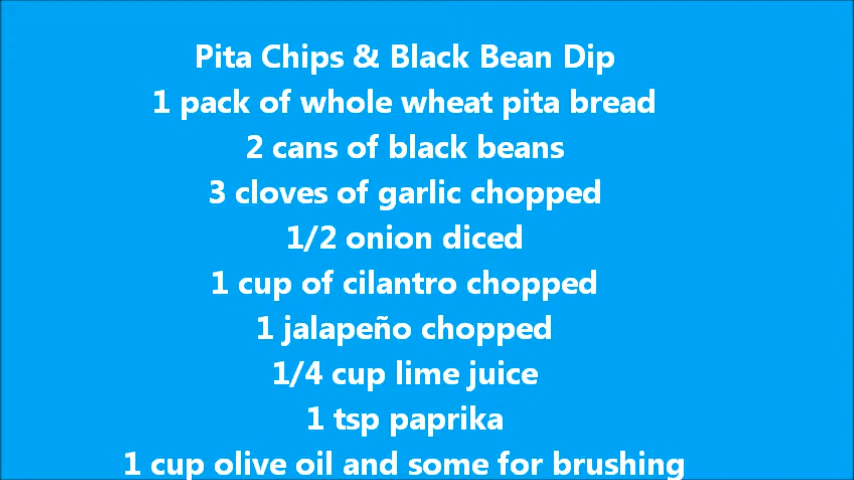 Pita Chips & Black Bean Dip
1 pack of whole wheat pita bread
2 cans of black beans
3 cloves of garlic chopped
1/2 onion diced
1 cup of cilantro chopped
1 jalapeño chopped
1/4 cup lime juice
1 tsp paprika
1 cup olive oil and some for brushing